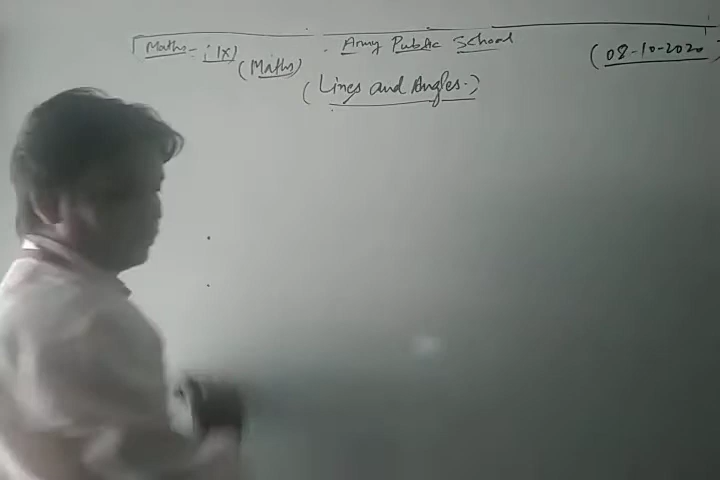 Maths - IX) Army Public School (08-10-2020)
(Maths)
(Lines and Angles.)